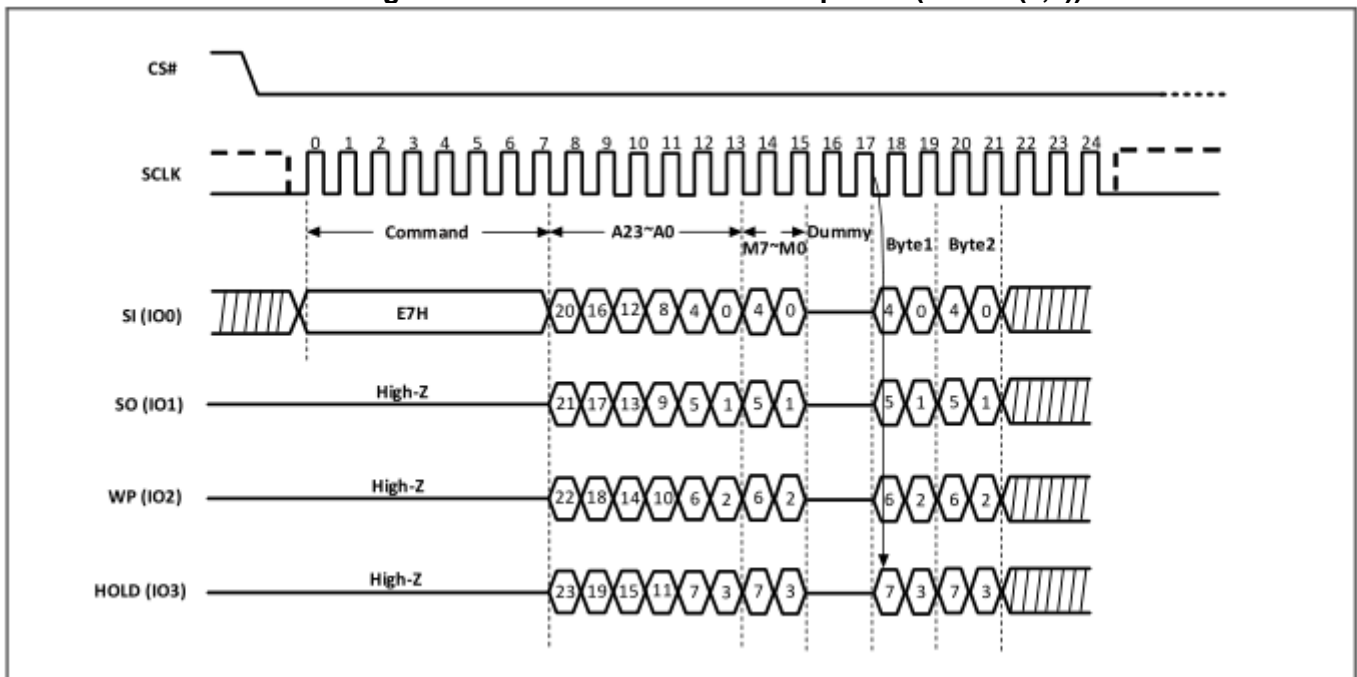 CS#
0 1 2 3 4 5 6 7 8 9 10 11 12 13 14 15 16 17 18 19 20 21 22 23 24
SCLK
Command A23~A0 M7~M0 Dummy Byte1 Byte2
SI (IO0) E7H 20 16 12 8 4 0 4 0 4 0 4 0
SO (IO1) High-Z 21 17 13 9 5 1 5 1 5 1 5 1
WP (IO2) High-Z 22 18 14 10 6 2 6 2 6 2 6 2
HOLD (IO3) High-Z 23 19 15 11 7 3 7 3 7 3 7 3